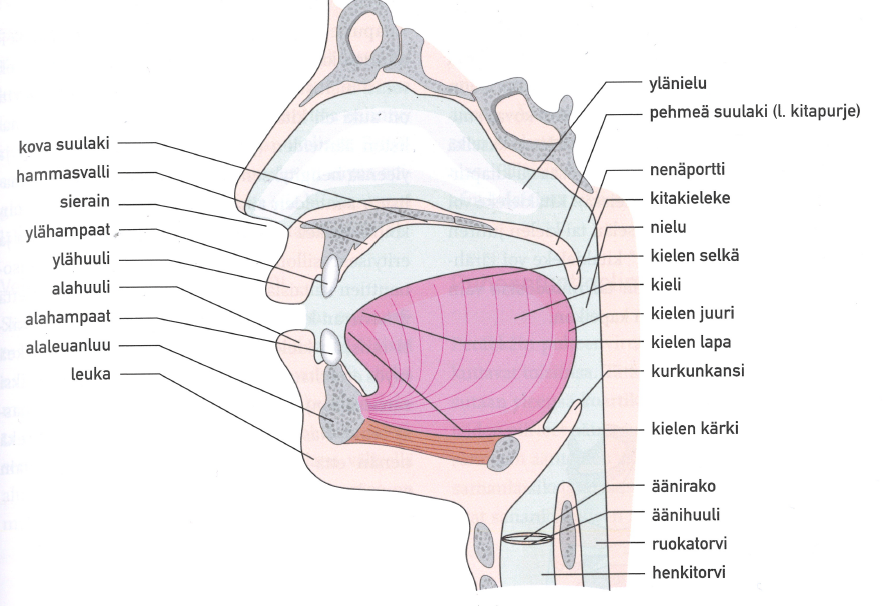 kova suulaki
hammasvalli
sierain
ylähampaat
ylähuuli
alahuuli
alahampaat
alaleuanluu
leuka
ylänielu
pehmeä suulaki (l. kitapurje)
nenäportti
kitakieleke
nielu
kielen selkä
kieli
kielen juuri
kielen lapa
kurkunkansi
kielen kärki
äänirako
äänihuuli
ruokatorvi
henkitorvi